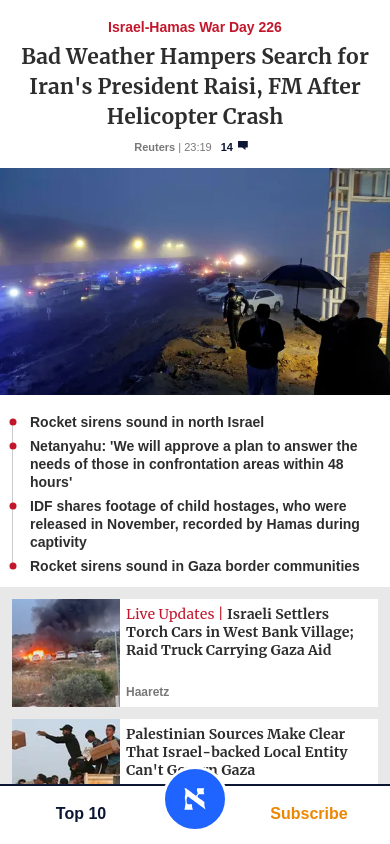 Israel-Hamas War Day 226
Bad Weather Hampers Search for
Iran's President Raisi, FM After
Helicopter Crash
Reuters | 23:19 14
Rocket sirens sound in north Israel
Netanyahu: 'We will approve a plan to answer the
needs of those in confrontation areas within 48
hours'
IDF shares footage of child hostages, who were
released in November, recorded by Hamas during
captivity
Rocket sirens sound in Gaza border communities
Live Updates | Israeli Settlers
Torch Cars in West Bank Village;
Raid Truck Carrying Gaza Aid
Haaretz
Palestinian Sources Make Clear
That Israel-backed Local Entity
Can't Govern Gaza
Top 10
Subscribe